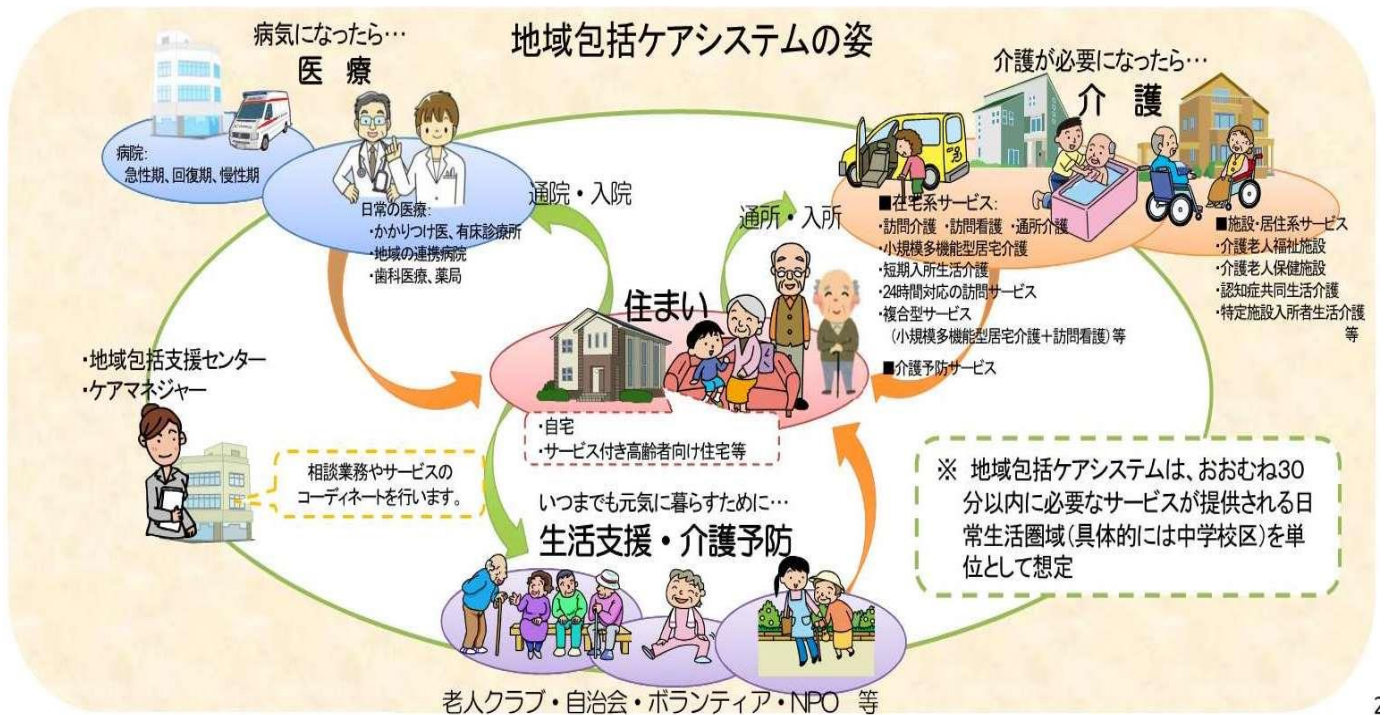 地域包括ケアシステムの姿
病気になったら…
医 療
病院:
急性期、回復期、慢性期
日常の医療:
・かかりつけ医、有床診療所
・地域の連携病院
・歯科医療、薬局
通院・入院
通所・入所
介護が必要になったら…
介 護
■在宅系サービス:
・訪問介護 ・訪問看護 ・通所介護
・小規模多機能型居宅介護
・短期入所生活介護
・24時間対応の訪問サービス
・複合型サービス
(小規模多機能型居宅介護＋訪問看護)等
■介護予防サービス
■施設・居住系サービス
・介護老人福祉施設
・介護老人保健施設
・認知症共同生活介護
・特定施設入所者生活介護
等
住まい
・自宅
・サービス付き高齢者向け住宅等
・地域包括支援センター
・ケアマネジャー
相談業務やサービスの
コーディネートを行います。
いつまでも元気に暮らすために…
生活支援・介護予防
老人クラブ・自治会・ボランティア・NPO 等
※ 地域包括ケアシステムは、おおむね30
分以内に必要なサービスが提供される日
常生活圏域(具体的には中学校区)を単
位として想定
2